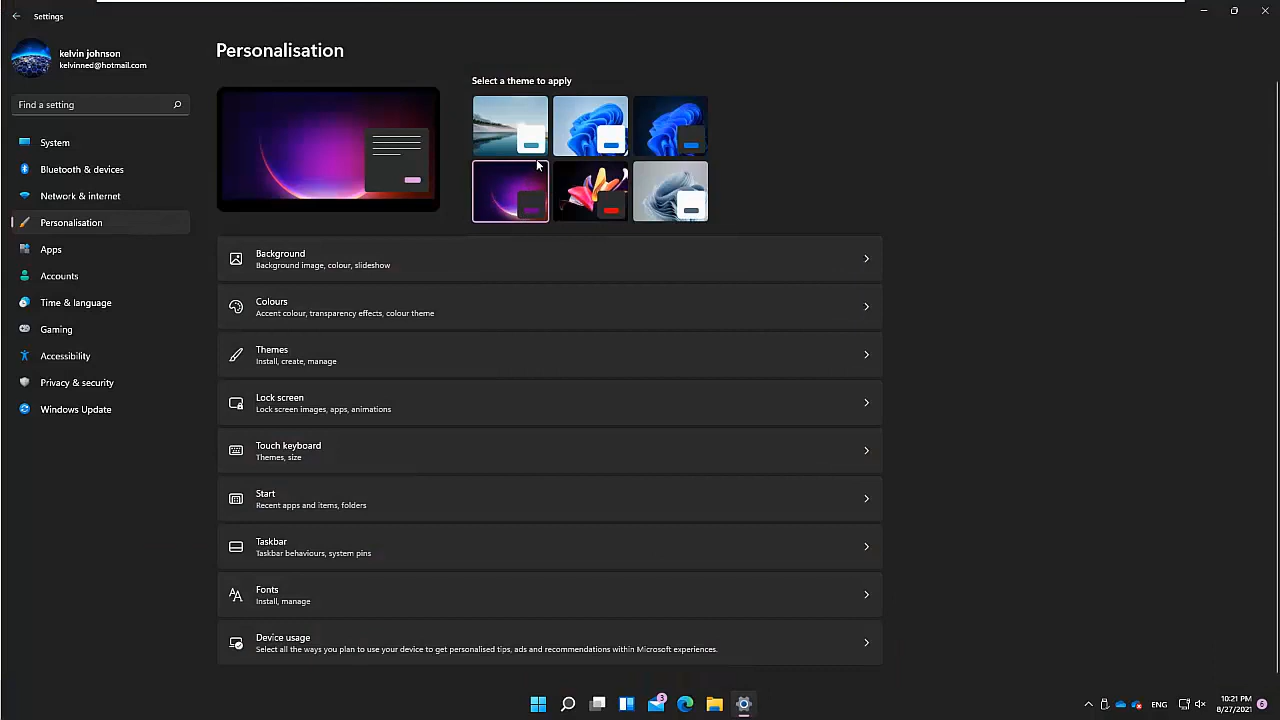 Settings
kelvin johnson
kelvinned@hotmail.com
Find a setting
System
Bluetooth & devices
Network & internet
Personalisation
Apps
Accounts
Time & language
Gaming
Accessibility
Privacy & security
Windows Update
Personalisation
Select a theme to apply
Background
Background image, colour, slideshow
Colours
Accent colour, transparency effects, colour theme
Themes
Install, create, manage
Lock screen
Lock screen images, apps, animations
Touch keyboard
Themes, size
Start
Recent apps and items, folders
Taskbar
Taskbar behaviours, system pins
Fonts
Install, manage
Device usage
Select all the ways you plan to use your device to get personalised tips, ads and recommendations within Microsoft experiences.
3
ENG
10:21 PM
8/27/2021
6